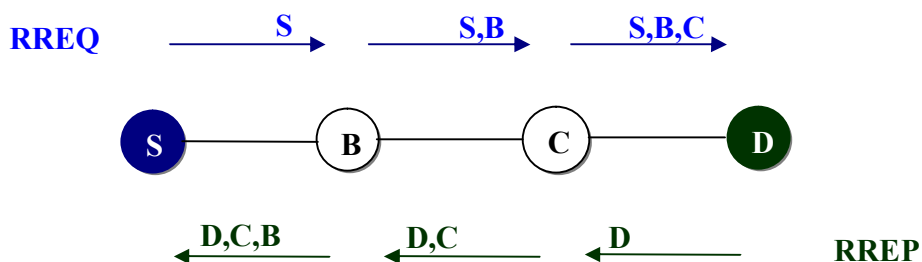 RREQ S S,B S,B,C
S B C D
D,C,B D,C D RREP